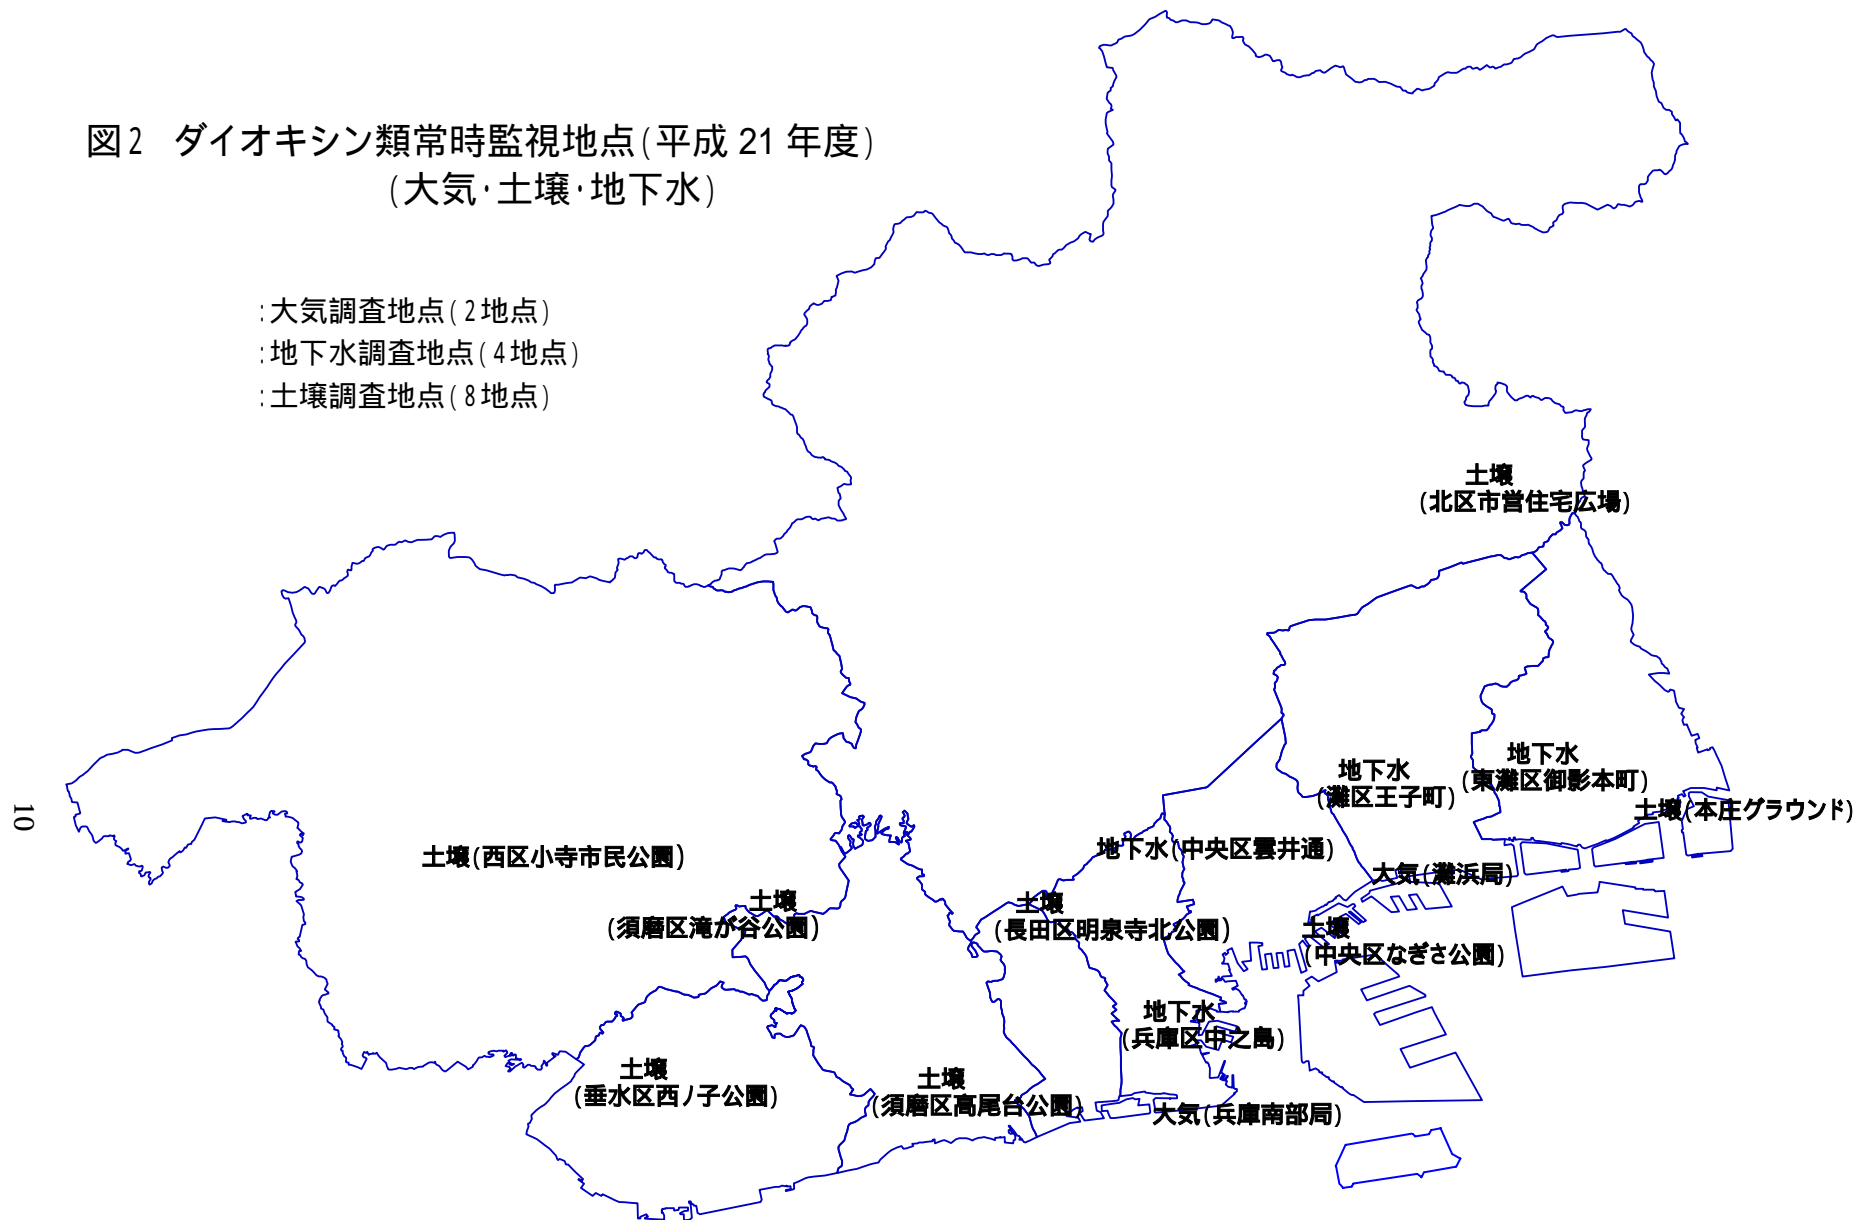 図2 ダイオキシン類常時監視地点(平成 21 年度)
(大気・土壌・地下水)
:大気調査地点(2地点)
:地下水調査地点(4地点)
:土壌調査地点(8地点)
土壌
(北区市営住宅広場)
地下水
(東灘区御影本町)
地下水
(灘区王子町)
土壌(本庄グラウンド)
地下水(中央区雲井通)
土壌(西区小寺市民公園)
大気(灘浜局)
土壌
(須磨区滝が谷公園)
土壌
(長田区明泉寺北公園)
土壌
(中央区なぎさ公園)
地下水
(兵庫区中之島)
土壌
(垂水区西ノ子公園)
土壌
(須磨区高尾台公園)
大気(兵庫南部局)
10